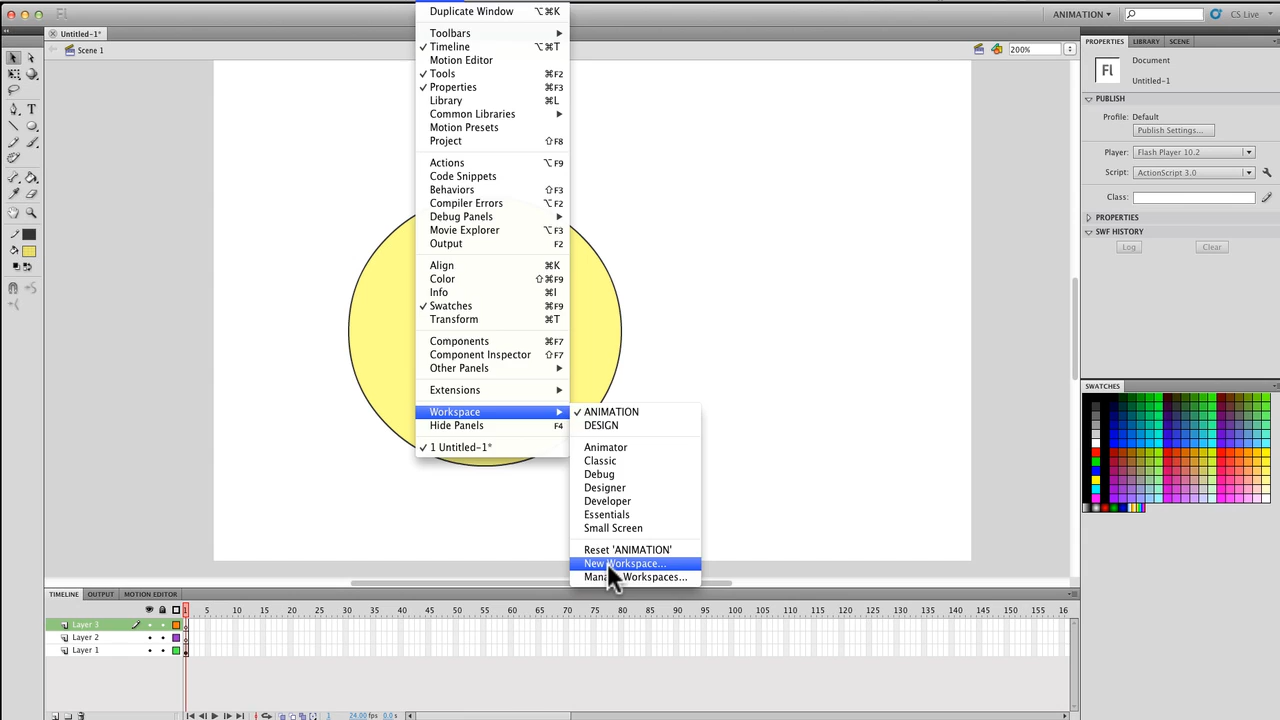 Fl
ANIMATION ▾
CS Live
Untitled-1*
Scene 1
200%
Duplicate Window ⌥⌘K
Toolbars
✓ Timeline ⌥⌘T
Motion Editor
✓ Tools ⌘F2
✓ Properties ⌘F3
Library ⌘L
Common Libraries
Motion Presets
Project ⇧F8
Actions ⌥F9
Code Snippets
Behaviors ⇧F3
Compiler Errors ⌥F2
Debug Panels
Movie Explorer ⌥F3
Output F2
Align ⌘K
Color ⇧⌘F9
Info ⌘I
✓ Swatches ⌘F9
Transform ⌘T
Components ⌘F7
Component Inspector ⇧F7
Other Panels
Extensions
Workspace
Hide Panels F4
✓ 1 Untitled-1*
✓ ANIMATION
DESIGN
Animator
Classic
Debug
Designer
Developer
Essentials
Small Screen
Reset 'ANIMATION'
New Workspace...
Workspaces...
PROPERTIES LIBRARY SCENE
Fl
Document
Untitled-1
PUBLISH
Profile: Default
Publish Settings...
Player: Flash Player 10.2
Script: ActionScript 3.0
Class:
PROPERTIES
SWF HISTORY
Log Clear
SWATCHES
TIMELINE OUTPUT MOTION EDITOR
1 5 10 15 20 25 30 35 40 45 50 55 60 65 70 75 80 85 90 95 100 105 110 115 120 125 130 135 140 145 150 155 16
Layer 3
Layer 2
Layer 1
1 24.00 fps 0.0 s